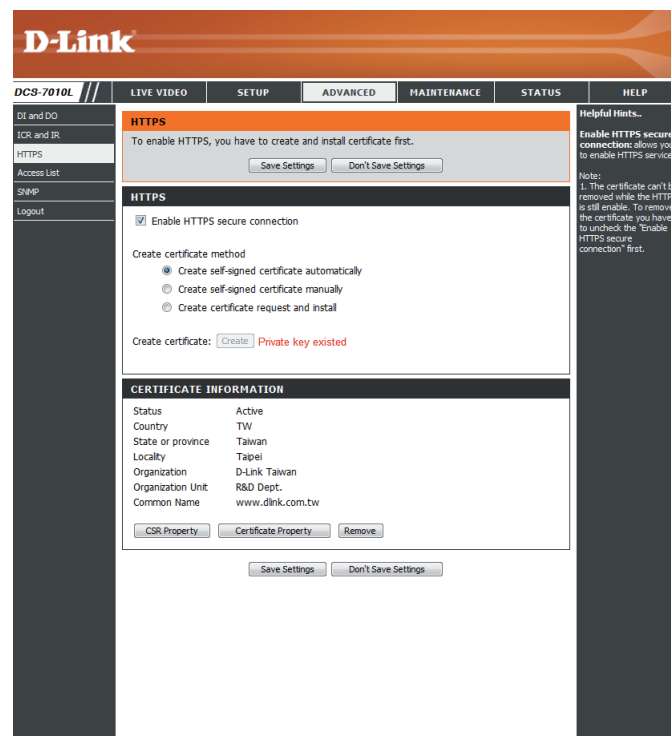 D-Link
DCS-7010L
LIVE VIDEO
SETUP
ADVANCED
MAINTENANCE
STATUS
HELP
DI and DO
ICR and IR
HTTPS
Access List
SNMP
Logout
HTTPS
To enable HTTPS, you have to create and install certificate first.
Save Settings
Don't Save Settings
HTTPS
Enable HTTPS secure connection
Create certificate method
Create self-signed certificate automatically
Create self-signed certificate manually
Create certificate request and install
Create certificate: Create Private key existed
CERTIFICATE INFORMATION
Status Active
Country TW
State or province Taiwan
Locality Taipei
Organization D-Link Taiwan
Organization Unit R&D Dept.
Common Name www.dlink.com.tw
CSR Property
Certificate Property
Remove
Save Settings
Don't Save Settings
Helpful Hints..
Enable HTTPS secure
connection: allows you
to enable HTTPS service
Note:
1. The certificate can't
removed while the
is still enable. To remove
the certificate you have
to uncheck the "Enable
HTTPS secure
connection" first.